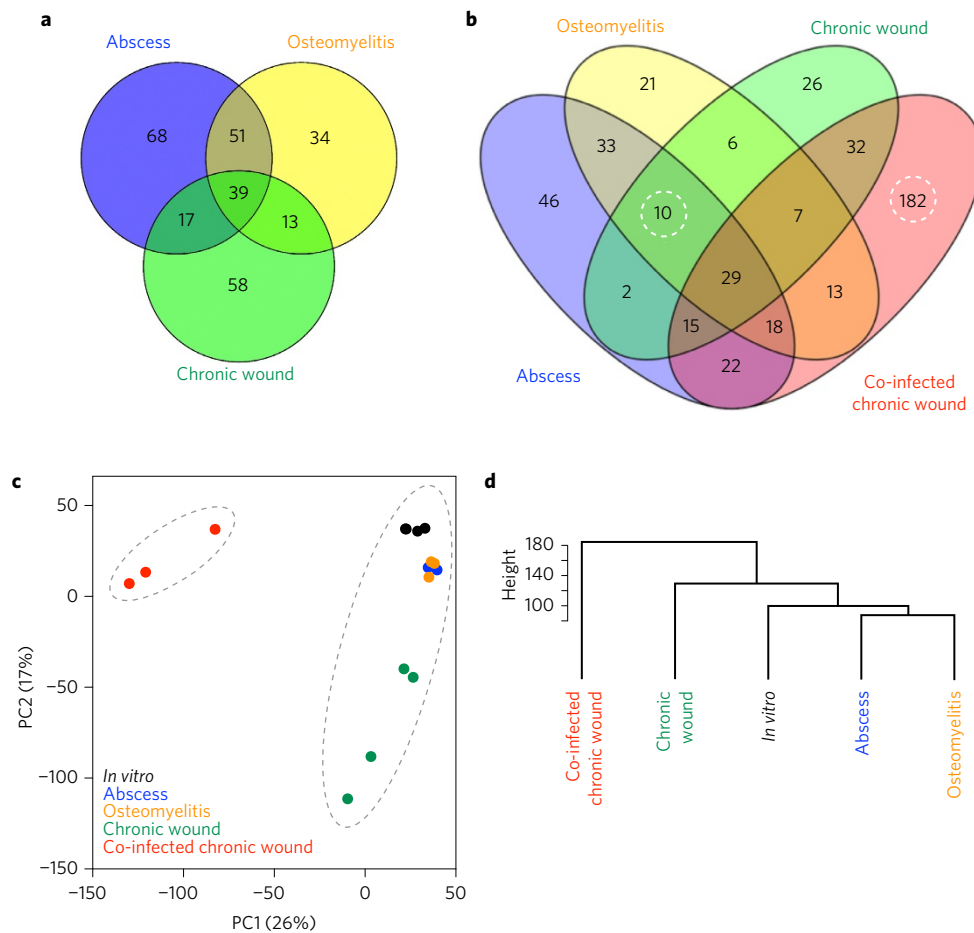 a
Abscess
Osteomyelitis
68
51
34
39
17
13
58
Chronic wound
b
Osteomyelitis
Chronic wound
21
26
33
6
32
46
10
7
182
2
29
13
15
18
22
Abscess
Co-infected
chronic wound
c
50
0
−50
−100
−150
PC2 (17%)
In vitro
Abscess
Osteomyelitis
Chronic wound
Co-infected chronic wound
−150
−100
−50
0
50
PC1 (26%)
d
180
140
100
Height
Co-infected
chronic wound
Chronic
wound
In vitro
Abscess
Osteomyelitis